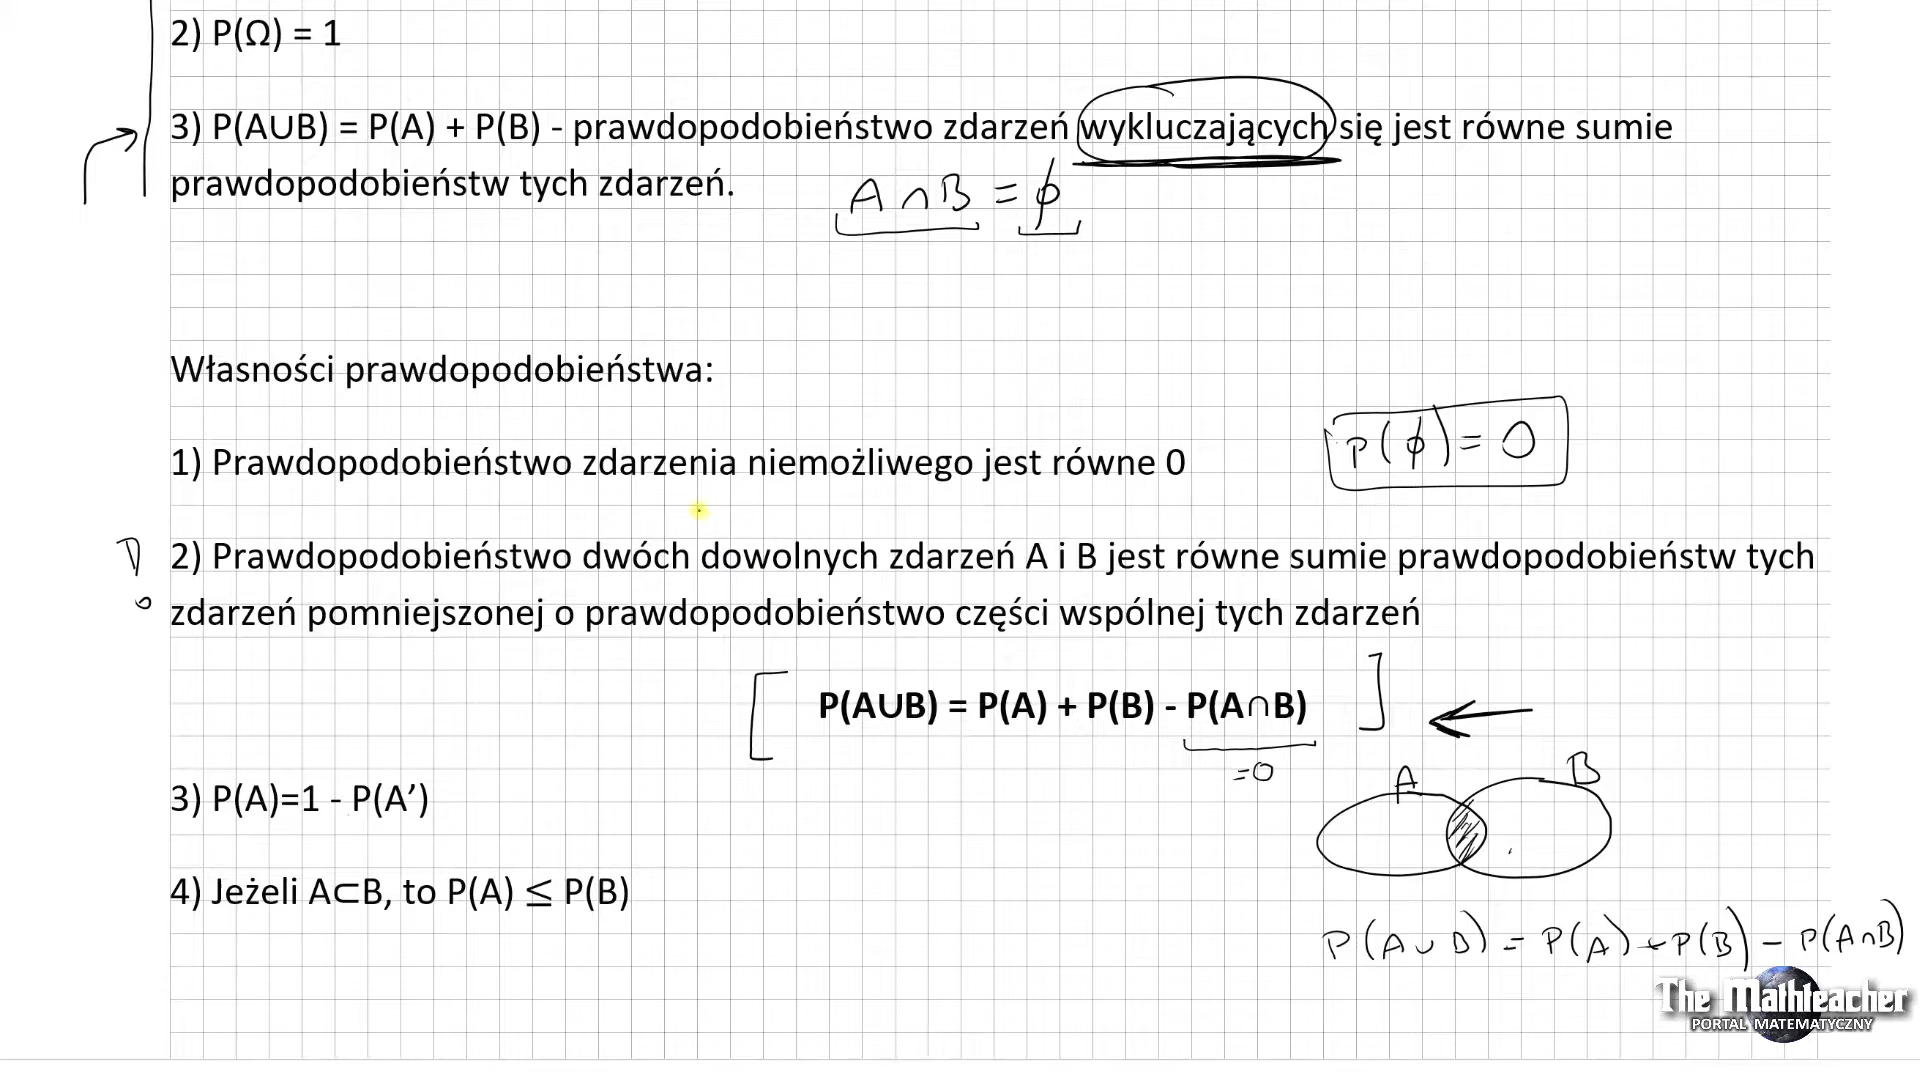 2) P(Ω) = 1
3) P(A∪B) = P(A) + P(B) - prawdopodobieństwo zdarzeń wykluczających się jest równe sumie
prawdopodobieństw tych zdarzeń.
A ∩ B = ϕ
Własności prawdopodobieństwa:
P(ϕ) = 0
1) Prawdopodobieństwo zdarzenia niemożliwego jest równe 0
2) Prawdopodobieństwo dwóch dowolnych zdarzeń A i B jest równe sumie prawdopodobieństw tych
zdarzeń pomniejszonej o prawdopodobieństwo części wspólnej tych zdarzeń
P(A∪B) = P(A) + P(B) - P(A∩B)
=0
A B
3) P(A)=1 - P(A’)
4) Jeżeli A⊂B, to P(A) ≤ P(B)
P(A ∪ B) = P(A) + P(B) - P(A∩B)
The Mathteacher
PORTAL MATEMATYCZNY